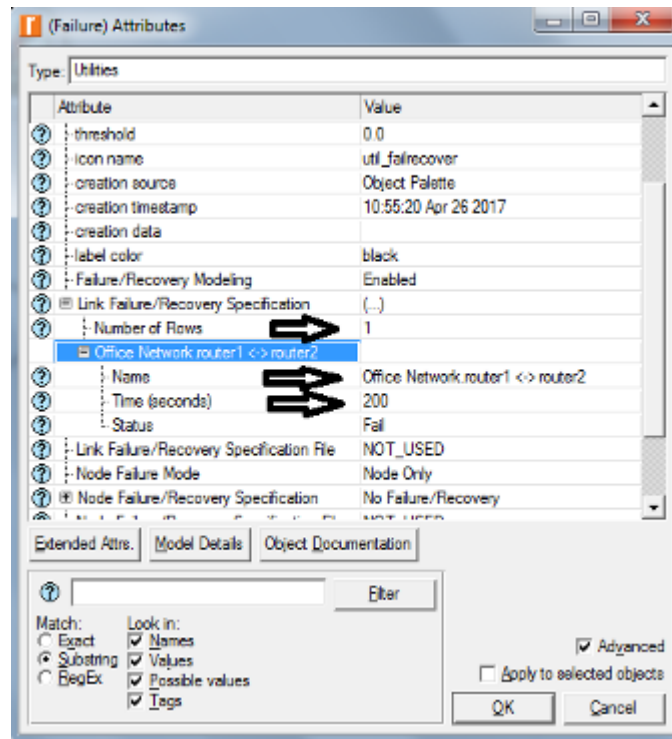 (Failure) Attributes
Type: Utilities
Attribute Value
threshold 0.0
icon name util_failrecover
creation source Object Palette
creation timestamp 10:55:20 Apr 26 2017
creation data
label color black
Failure/Recovery Modeling Enabled
Link Failure/Recovery Specification (...)
Number of Rows 1
Office Network.router1 <-> router2
Name Office Network.router1 <-> router2
Time (seconds) 200
Status Fail
Link Failure/Recovery Specification File NOT_USED
Node Failure Mode Node Only
Node Failure/Recovery Specification No Failure/Recovery
Extended Attrs. Model Details Object Documentation
Filter
Match: Look in:
Exact Names
Substring Values
RegEx Possible values
Tags
Advanced
Apply to selected objects
OK Cancel